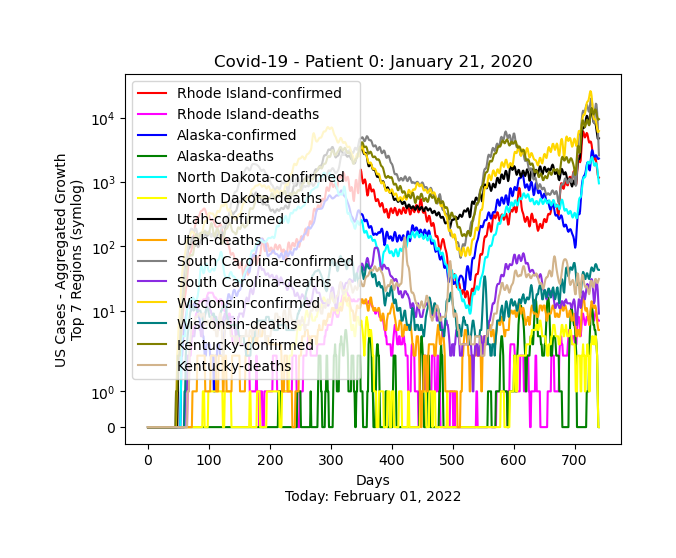 Covid-19 - Patient 0: January 21, 2020
US Cases - Aggregated Growth
Top 7 Regions (symlog)
10⁴
10³
10²
10¹
10⁰
0
Rhode Island-confirmed
Rhode Island-deaths
Alaska-confirmed
Alaska-deaths
North Dakota-confirmed
North Dakota-deaths
Utah-confirmed
Utah-deaths
South Carolina-confirmed
South Carolina-deaths
Wisconsin-confirmed
Wisconsin-deaths
Kentucky-confirmed
Kentucky-deaths
0 100 200 300 400 500 600 700
Days
Today: February 01, 2022